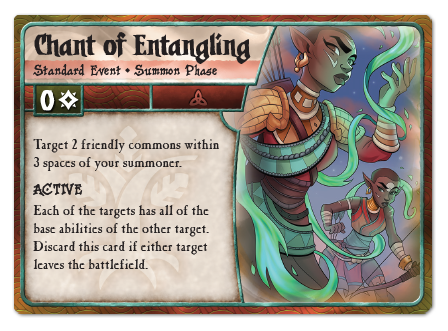 Chant of Entangling
Standard Event • Summon Phase
0
Target 2 friendly commons within
3 spaces of your summoner.
ACTIVE
Each of the targets has all of the
base abilities of the other target.
Discard this card if either target
leaves the battlefield.